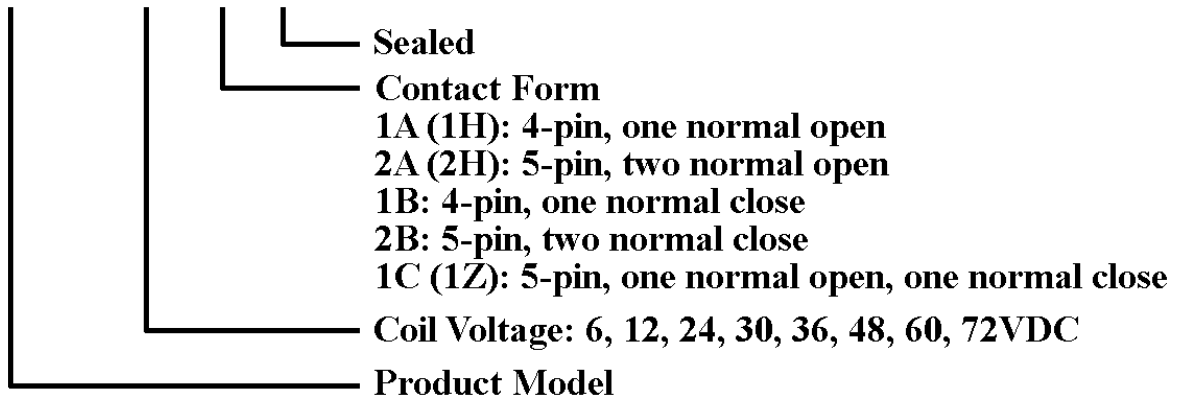 Sealed
Contact Form
1A (1H): 4-pin, one normal open
2A (2H): 5-pin, two normal open
1B: 4-pin, one normal close
2B: 5-pin, two normal close
1C (1Z): 5-pin, one normal open, one normal close
Coil Voltage: 6, 12, 24, 30, 36, 48, 60, 72VDC
Product Model